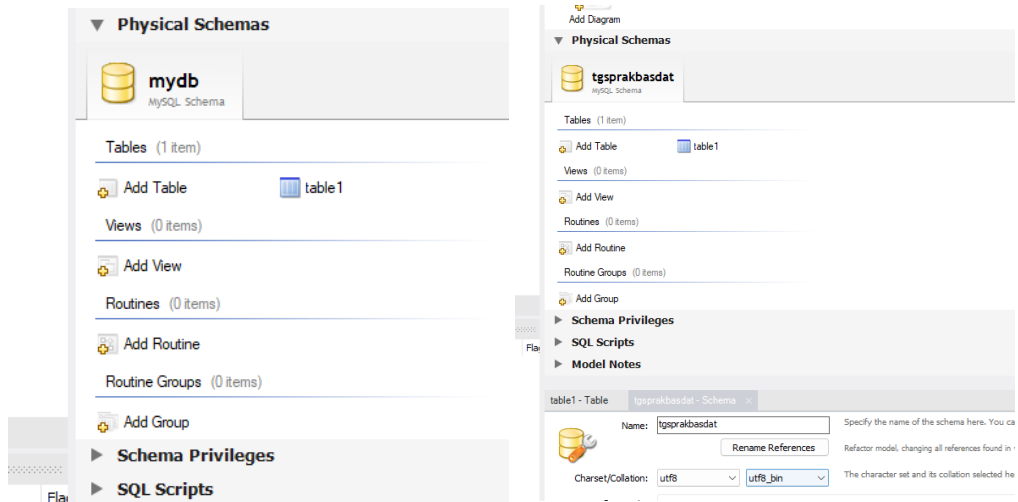 Physical Schemas
mydb
MySQL Schema
Tables (1 item)
Add Table
table1
Views (0 items)
Add View
Routines (0 items)
Add Routine
Routine Groups (0 items)
Add Group
Schema Privileges
SQL Scripts
Add Diagram
Physical Schemas
tgsprakbasdat
MySQL Schema
Tables (1 item)
Add Table
table1
Views (0 items)
Add View
Routines (0 items)
Add Routine
Routine Groups (0 items)
Add Group
Schema Privileges
SQL Scripts
Model Notes
table1 - Table
tgsprakbasdat - Schema
Name: tgsprakbasdat
Specify the name of the schema here. You ca
Rename References
Refactor model, changing all references found in
Charset/Collation: utf8 utf8_bin
The character set and its collation selected he